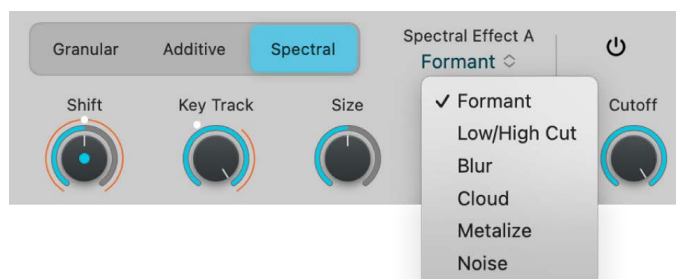 Granular Additive Spectral
Spectral Effect A
Formant
Shift Key Track Size Cutoff
✓ Formant
Low/High Cut
Blur
Cloud
Metalize
Noise